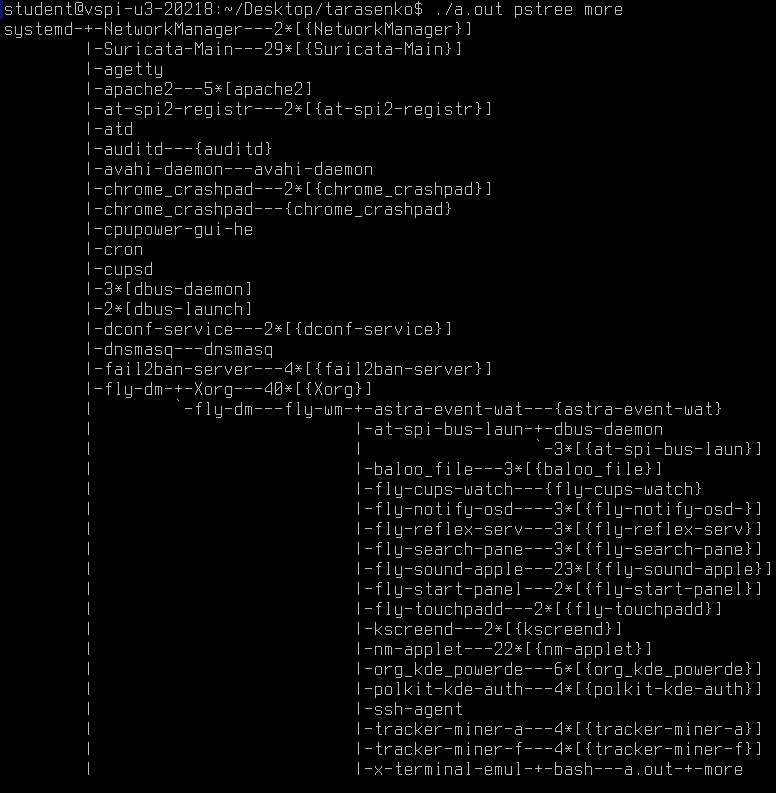 student@vspi-u3-20218:~/Desktop/tarasenko$ ./a.out pstree more
systemd-+-NetworkManager---2*[{NetworkManager}]
        |-Suricata-Main---29*[{Suricata-Main}]
        |-agetty
        |-apache2---5*[apache2]
        |-at-spi2-registr---2*[{at-spi2-registr}]
        |-atd
        |-auditd---{auditd}
        |-avahi-daemon---avahi-daemon
        |-chrome_crashpad---2*[{chrome_crashpad}]
        |-chrome_crashpad---{chrome_crashpad}
        |-cpupower-gui-he
        |-cron
        |-cupsd
        |-3*[dbus-daemon]
        |-2*[dbus-launch]
        |-dconf-service---2*[{dconf-service}]
        |-dnsmasq---dnsmasq
        |-fail2ban-server---4*[{fail2ban-server}]
        |-fly-dm-+-Xorg---40*[{Xorg}]
        |        `-fly-dm---fly-wm-+-astra-event-wat---{astra-event-wat}
        |                          |-at-spi-bus-laun-+-dbus-daemon
        |                          |                 `-3*[{at-spi-bus-laun}]
        |                          |-baloo_file---3*[{baloo_file}]
        |                          |-fly-cups-watch---{fly-cups-watch}
        |                          |-fly-notify-osd----3*[{fly-notify-osd-}]
        |                          |-fly-reflex-serv---3*[{fly-reflex-serv}]
        |                          |-fly-search-pane---3*[{fly-search-pane}]
        |                          |-fly-sound-apple---23*[{fly-sound-apple}]
        |                          |-fly-start-panel---2*[{fly-start-panel}]
        |                          |-fly-touchpadd---2*[{fly-touchpadd}]
        |                          |-kscreend---2*[{kscreend}]
        |                          |-nm-applet---22*[{nm-applet}]
        |                          |-org_kde_powerde---6*[{org_kde_powerde}]
        |                          |-polkit-kde-auth---4*[{polkit-kde-auth}]
        |                          |-ssh-agent
        |                          |-tracker-miner-a---4*[{tracker-miner-a}]
        |                          |-tracker-miner-f---4*[{tracker-miner-f}]
        |                          |-x-terminal-emul-+-bash---a.out-+-more